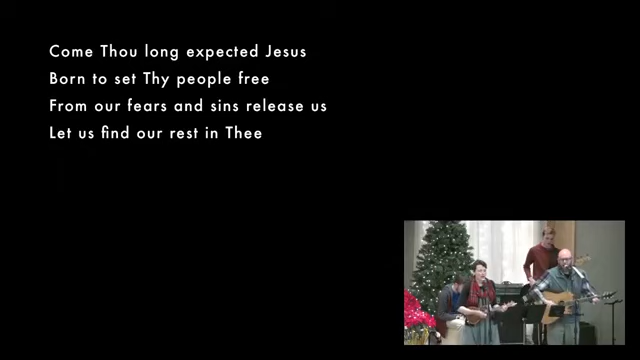 Come Thou long expected Jesus
Born to set Thy people free
From our fears and sins release us
Let us find our rest in Thee